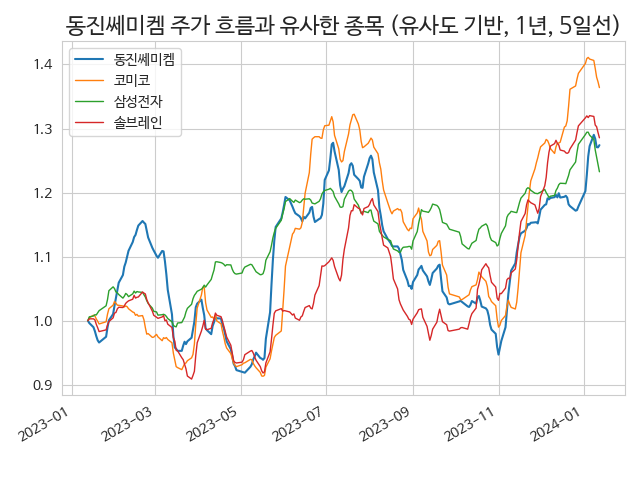 동진쎄미켐 주가 흐름과 유사한 종목 (유사도 기반, 1년, 5일선)
동진쎄미켐
코미코
삼성전자
솔브레인
1.4
1.3
1.2
1.1
1.0
0.9
2023-01
2023-03
2023-05
2023-07
2023-09
2023-11
2024-01